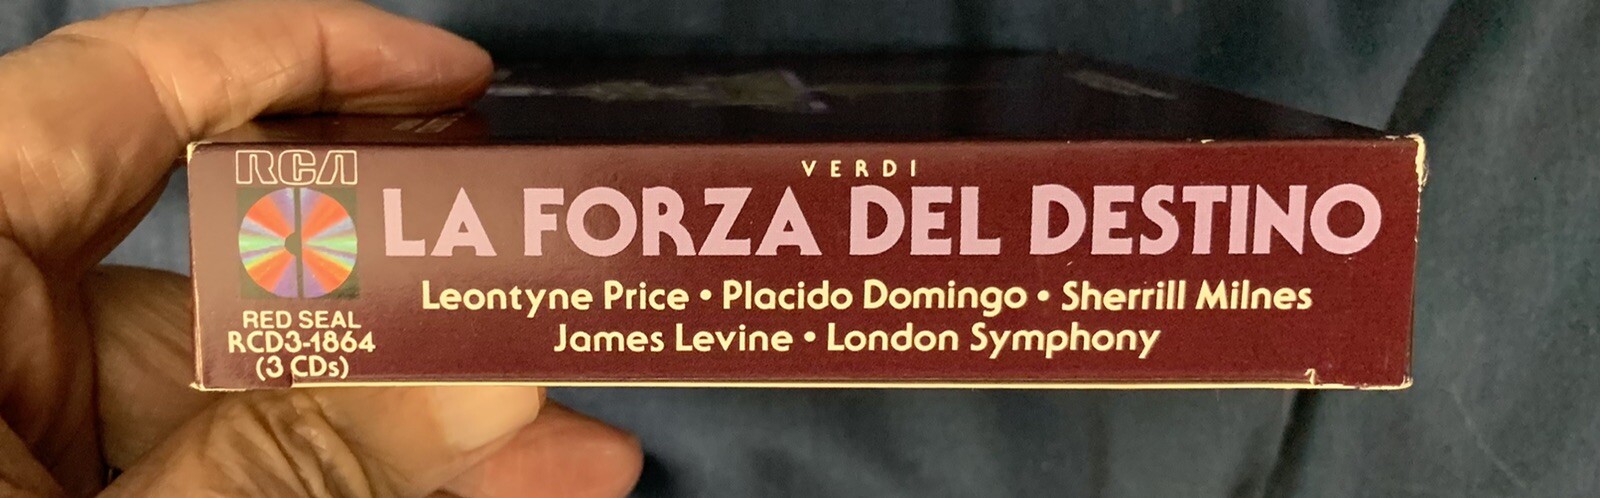 RCA
RED SEAL
RCD3-1864
(3 CDs)
VERDI
LA FORZA DEL DESTINO
Leontyne Price • Placido Domingo • Sherrill Milnes
James Levine • London Symphony